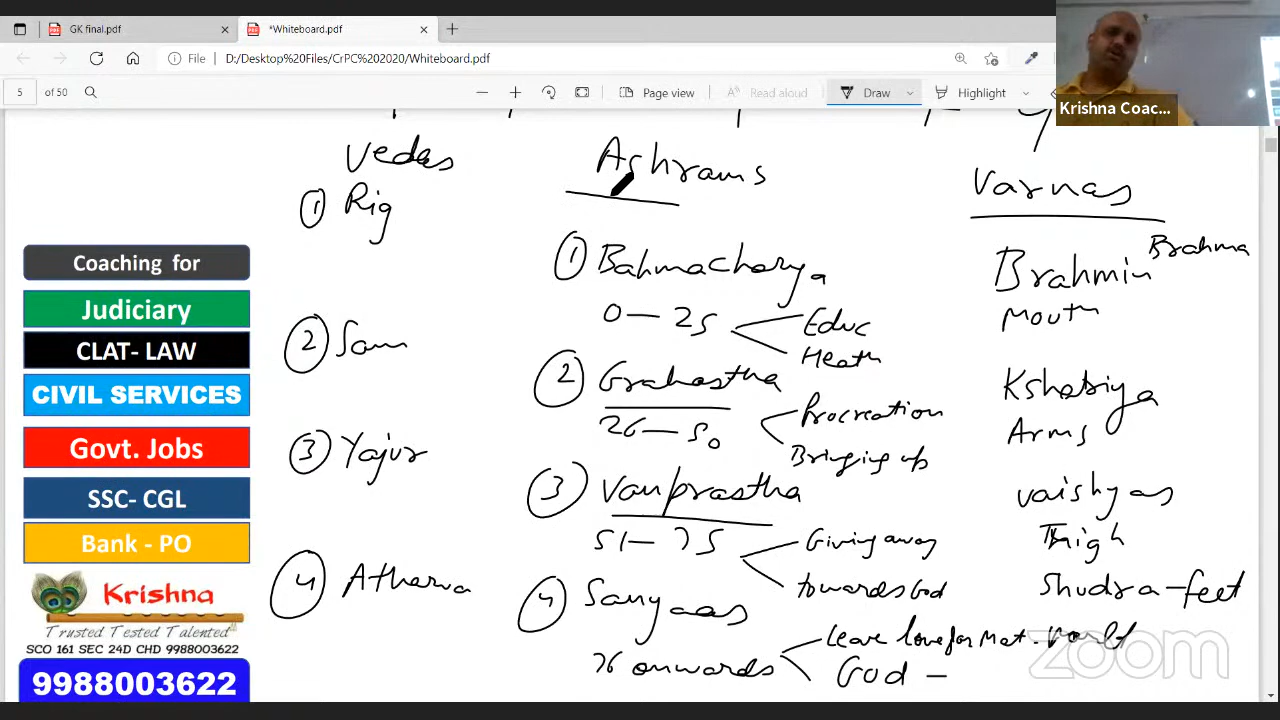 GK final.pdf
*Whiteboard.pdf
File
D:/Desktop%20Files/CrPC%202020/Whiteboard.pdf
5 of 50
Page view
Read aloud
Draw
Highlight
Krishna Coac...
Vedas
① Rig
② Sam
③ Yajur
④ Atharva
Ashrams
① Bahmacharya
0 — 25
Educ
Heath
② Grahastha
26 — 50
Procreation
Bringing up
③ Vanprastha
51 — 75
Giving away
towards God
④ Sanyaas
76 onwards
Leave love for Mat. World
God —
Varnas
Brahmin Brahma
Mouth
Kshatriya
Arms
Vaishyas
Thigh
Shudra - feet
Coaching for
Judiciary
CLAT- LAW
CIVIL SERVICES
Govt. Jobs
SSC- CGL
Bank - PO
Krishna
Trusted Tested Talented
SCO 161 SEC 24D CHD 9988003622
9988003622
zoom